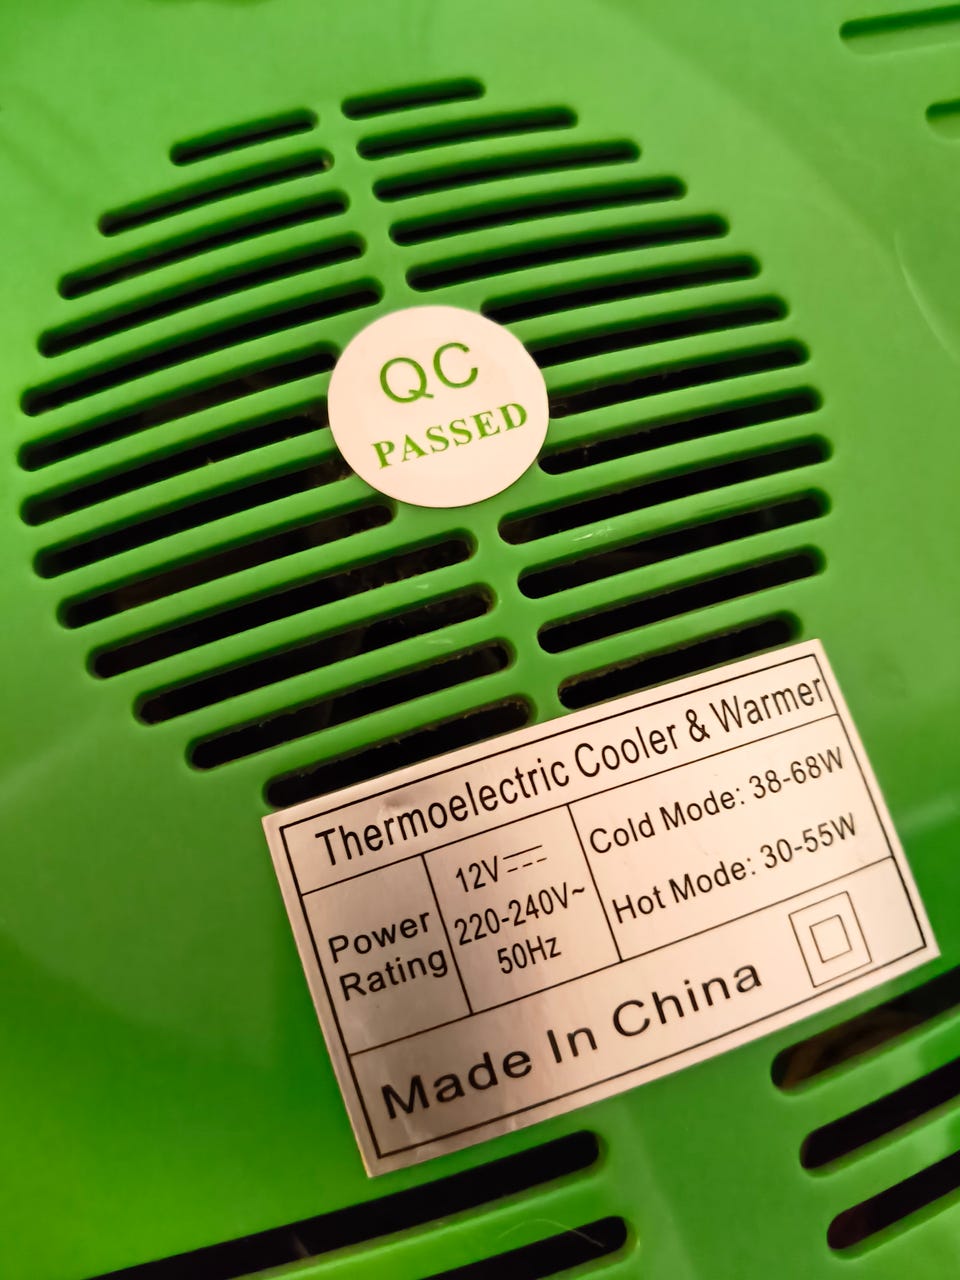 QC
PASSED
Thermoelectric Cooler & Warmer
Power
Rating
12V⎓
220-240V~
50Hz
Cold Mode: 38-68W
Hot Mode: 30-55W
Made In China